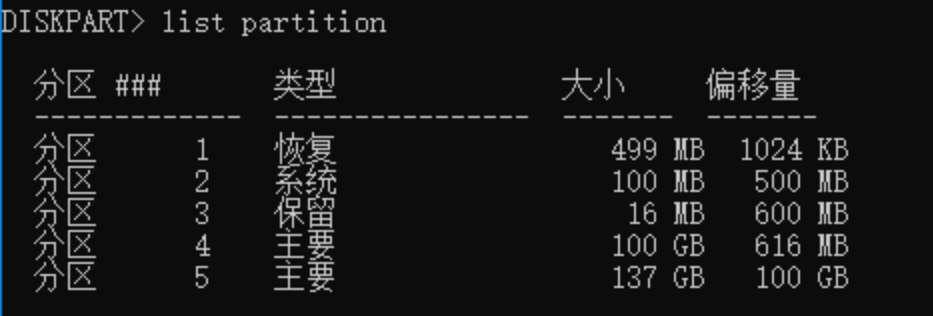 DISKPART> list partition
分区 ### 类型 大小 偏移量
------------- ---------------- ------- -------
分区 1 恢复 499 MB 1024 KB
分区 2 系统 100 MB 500 MB
分区 3 保留 16 MB 600 MB
分区 4 主要 100 GB 616 MB
分区 5 主要 137 GB 100 GB